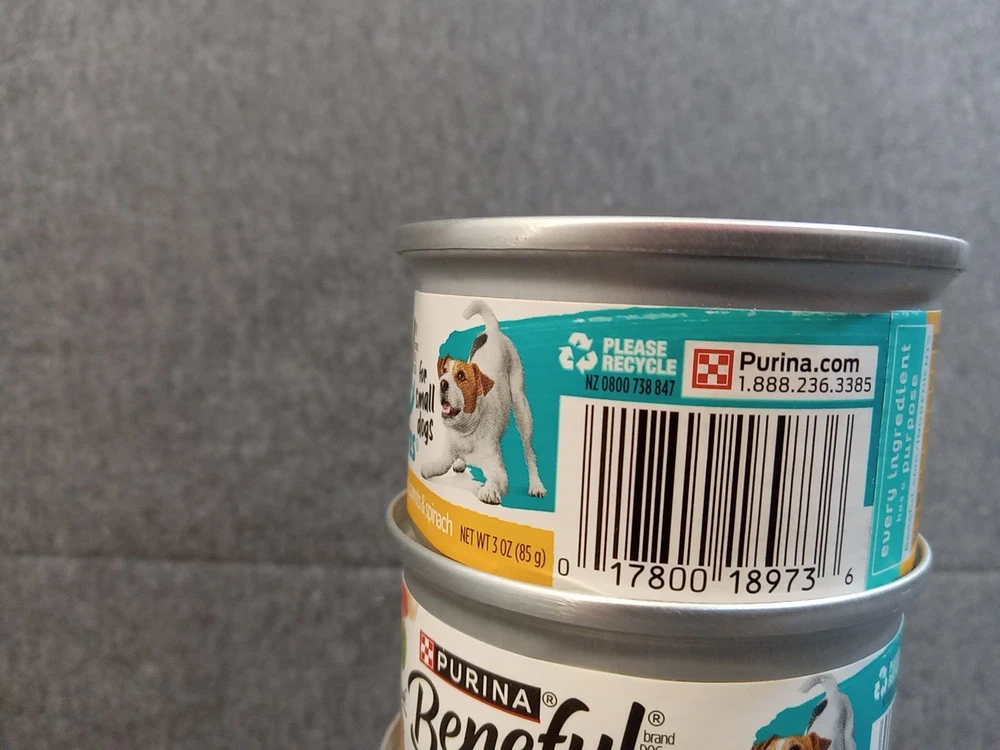 for
small
dogs
& spinach
NET WT 3 OZ (85 g)
PLEASE
RECYCLE
NZ 0800 738 847
Purina.com
1.888.236.3385
0 17800 18973 6
every ingredient
has a purpose
PURINA®
Beneful®
brand
DOG